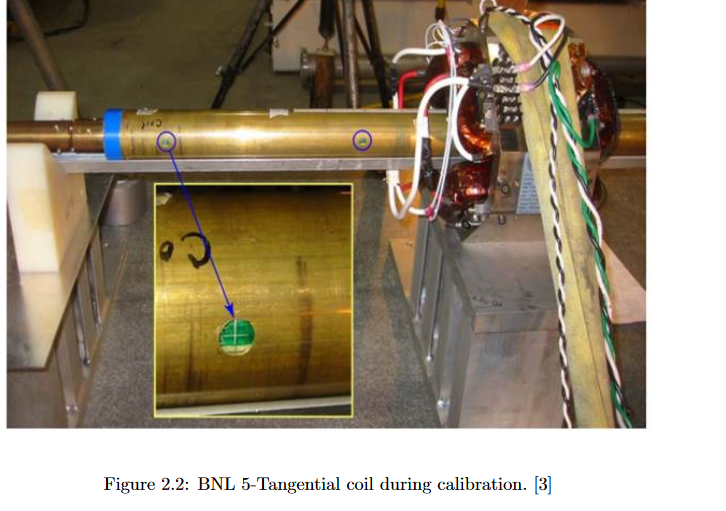 Figure 2.2: BNL 5-Tangential coil during calibration. [3]